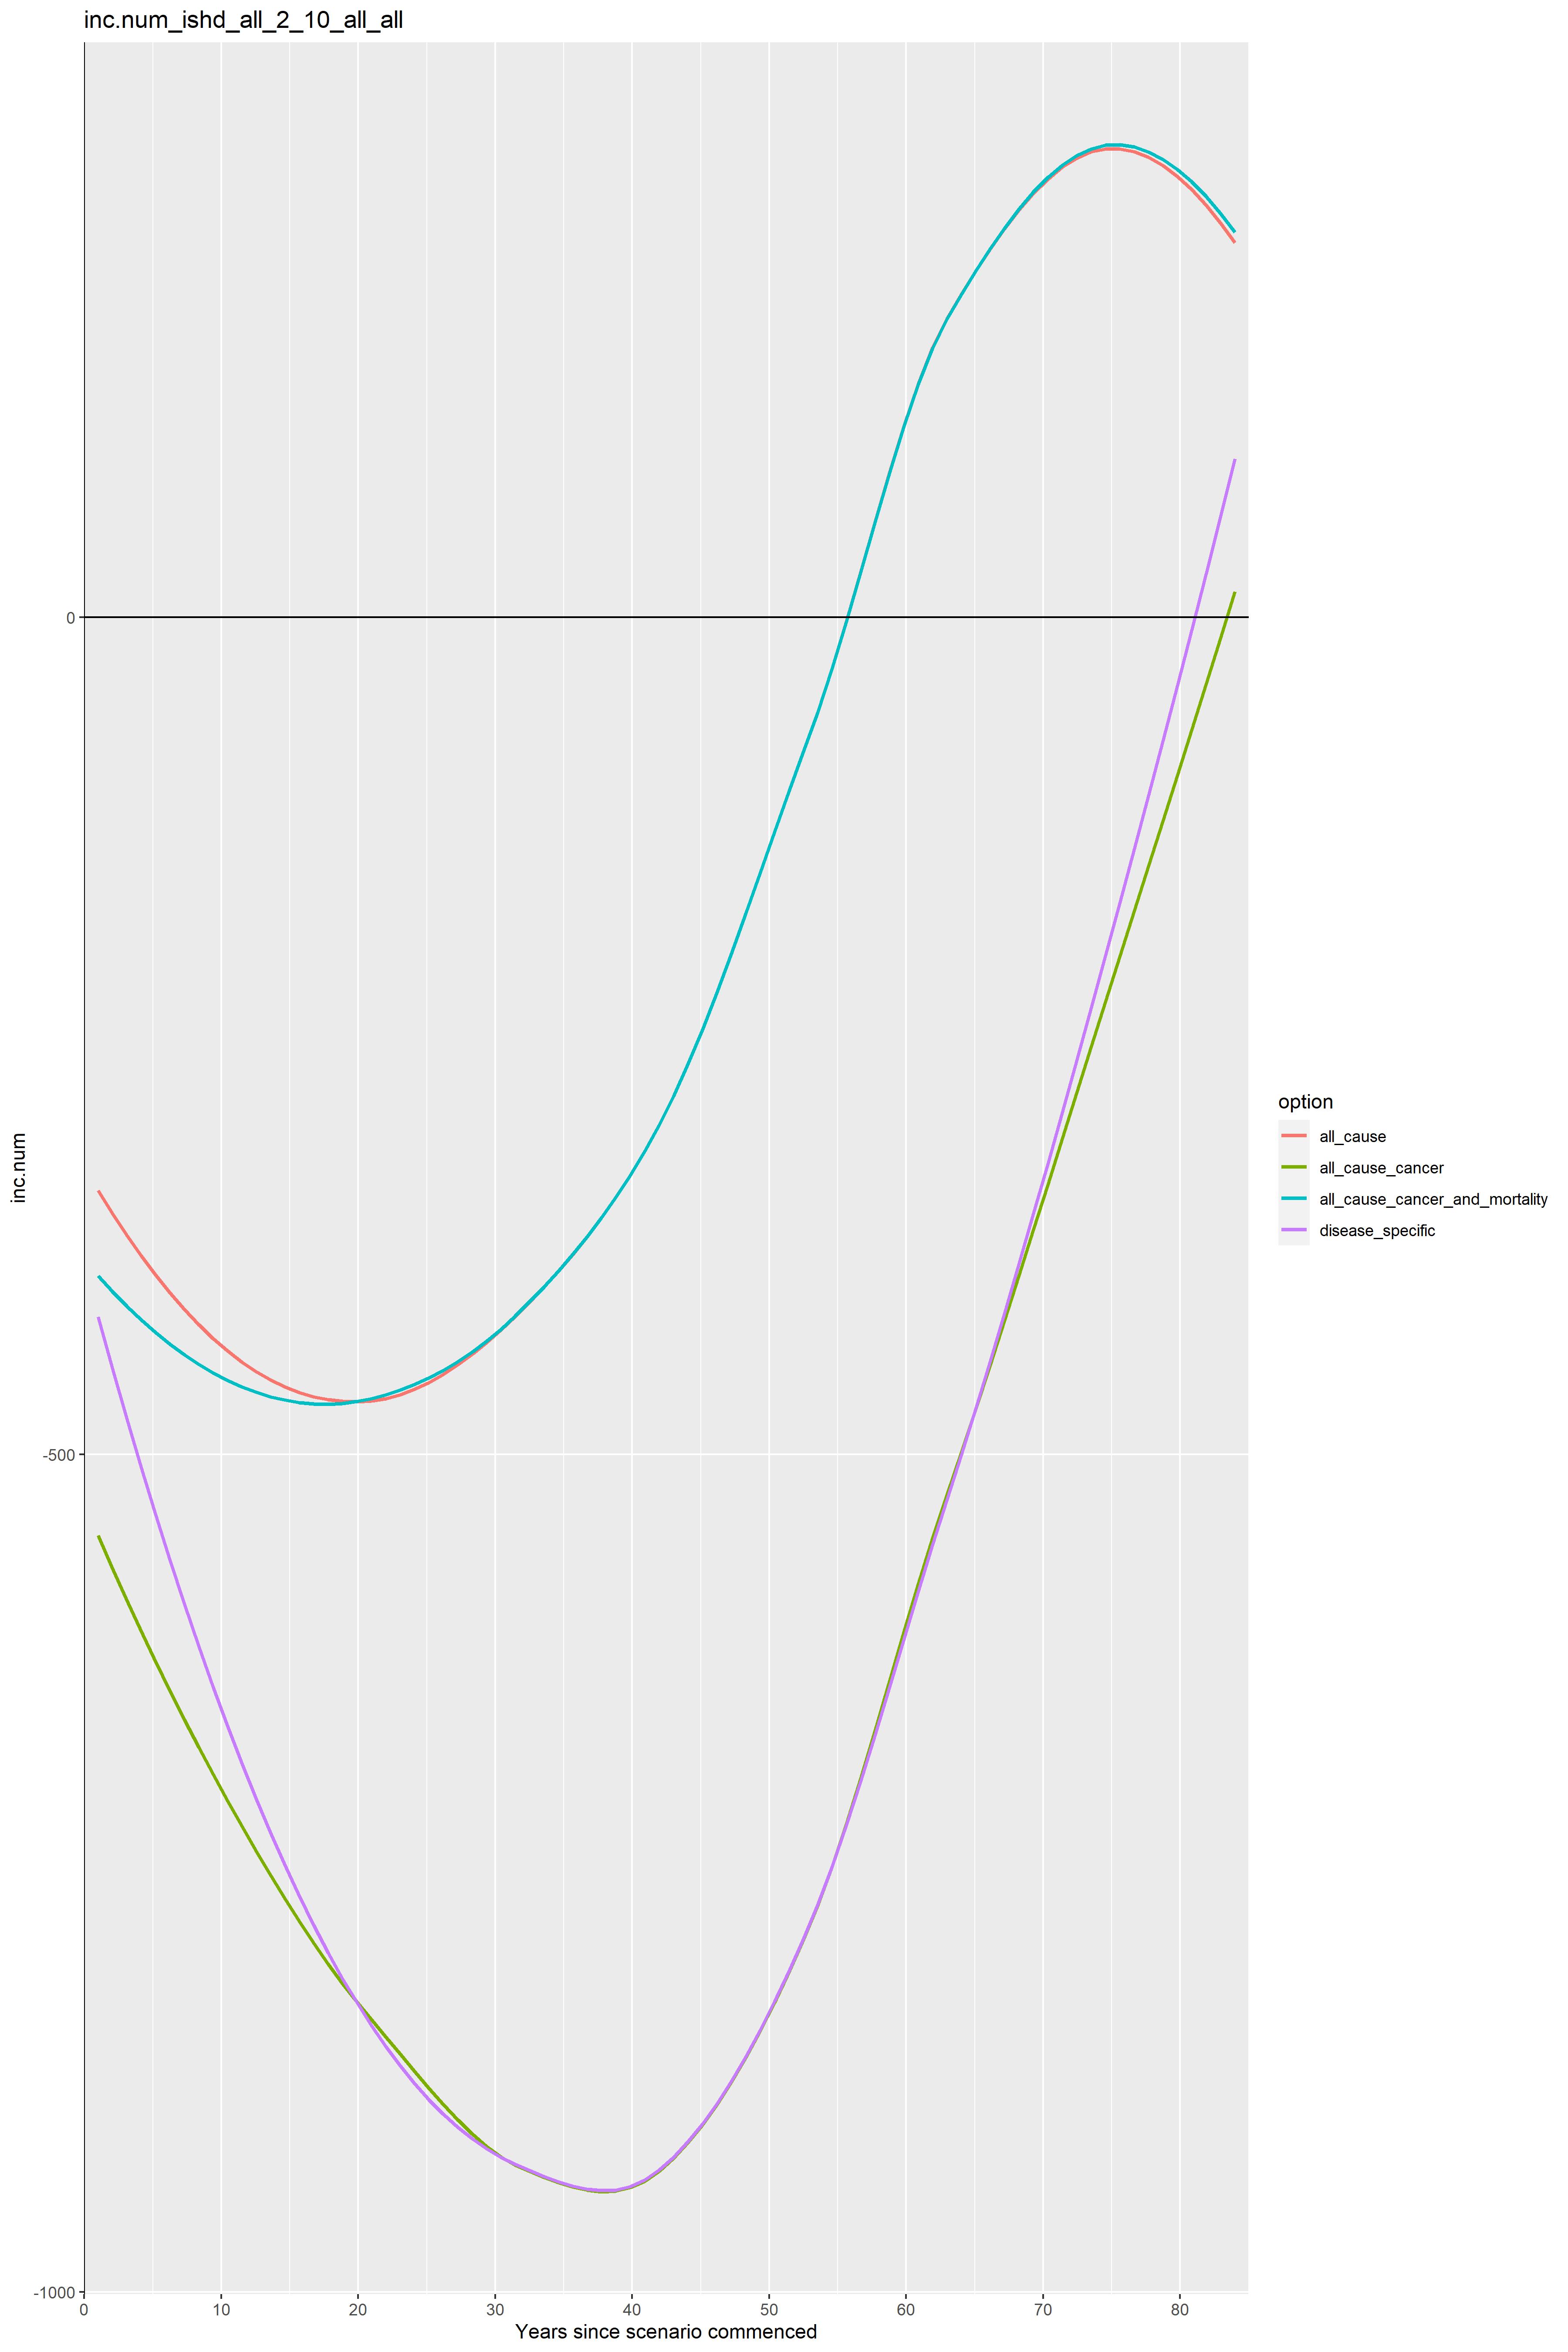 inc.num_ishd_all_2_10_all_all
inc.num
0
-500
-1000
0 10 20 30 40 50 60 70 80
Years since scenario commenced
option
all_cause
all_cause_cancer
all_cause_cancer_and_mortality
disease_specific